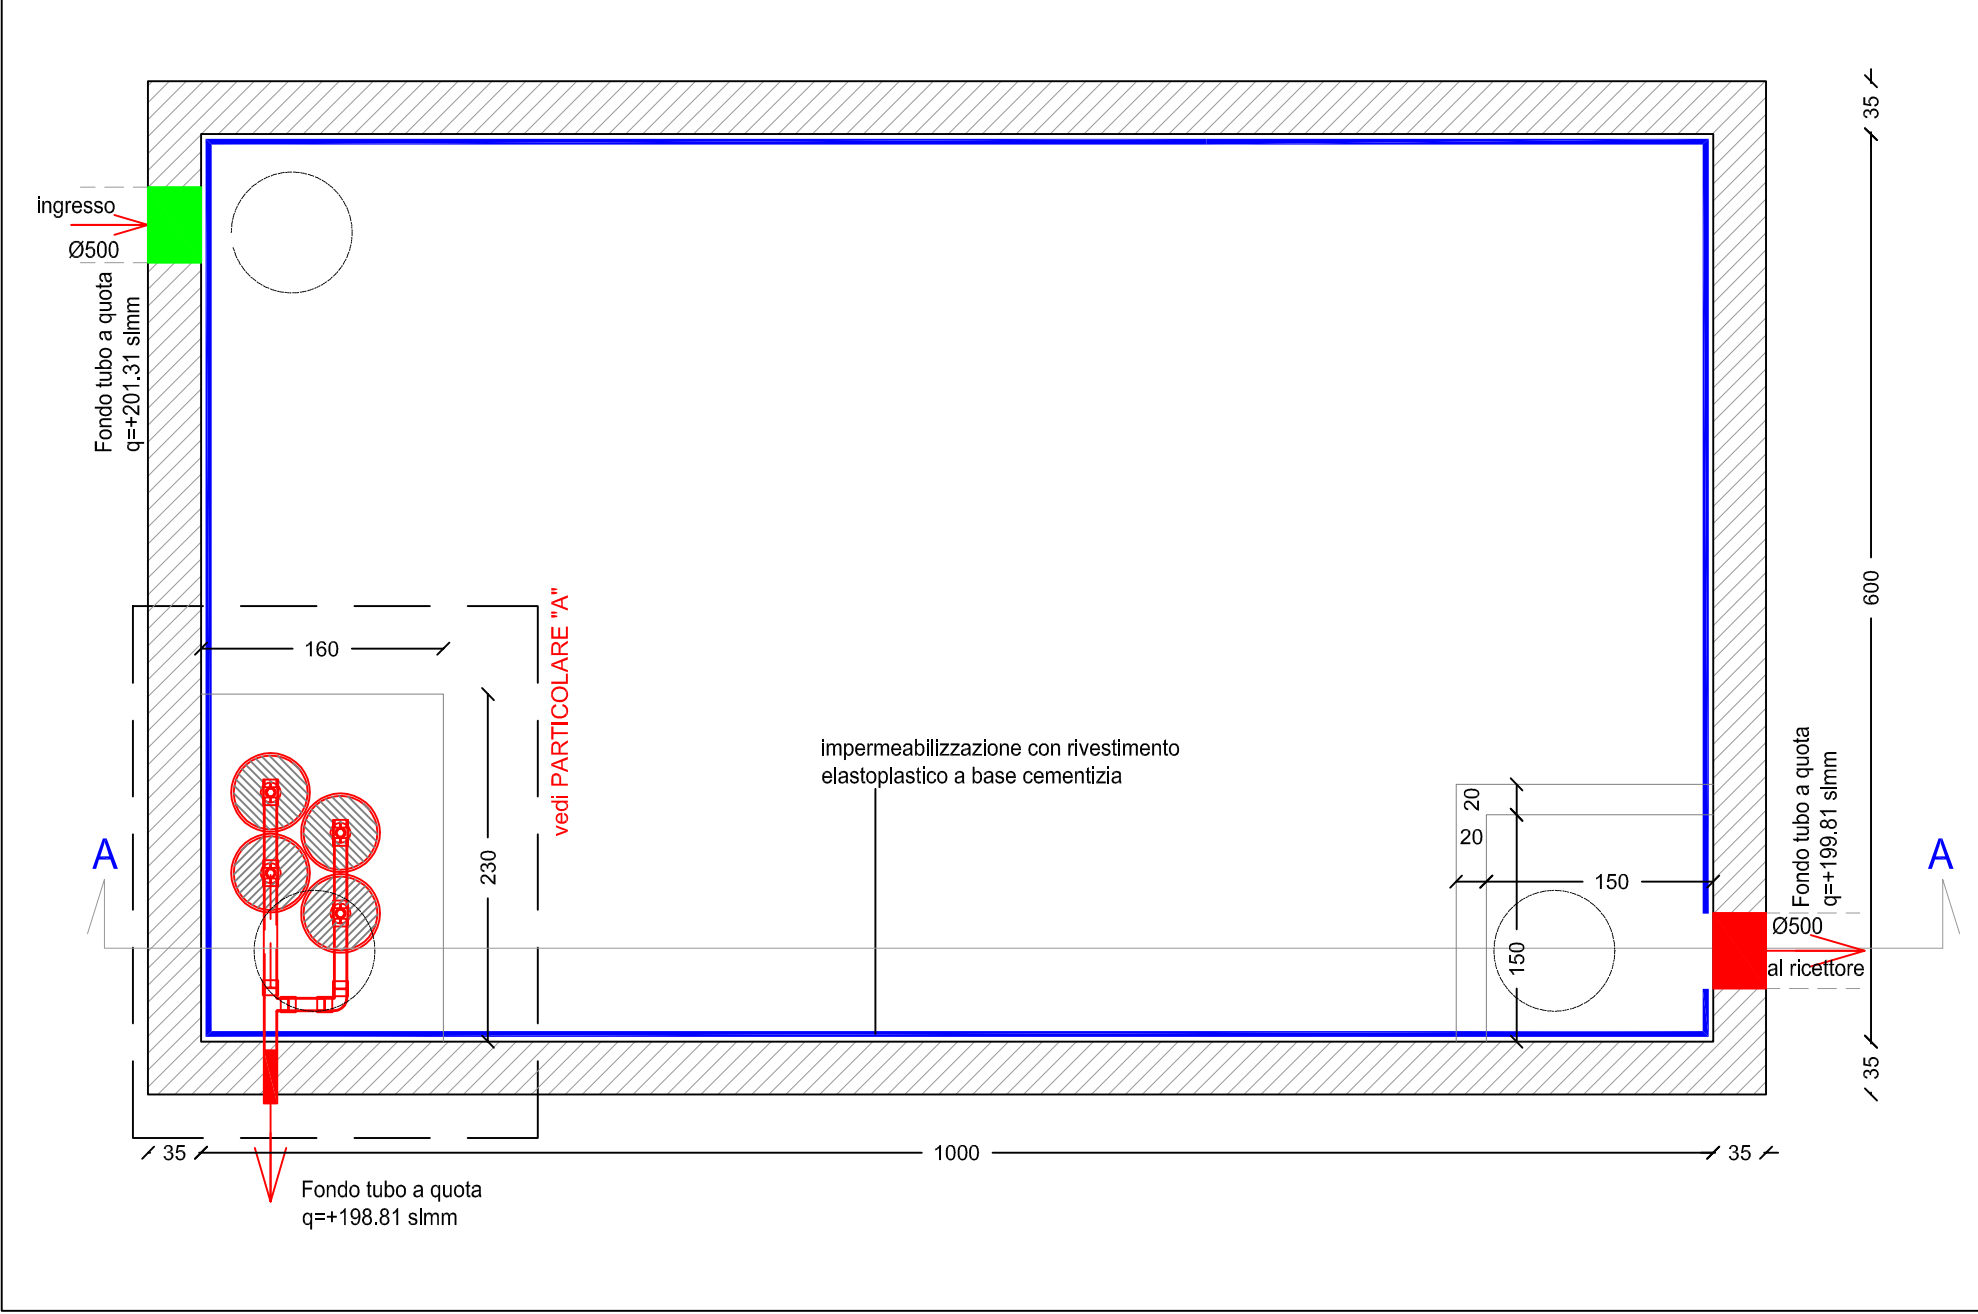 35
ingresso
Ø500
Fondo tubo a quota
q=+201.31 slmm
600
160
vedi PARTICOLARE "A"
230
impermeabilizzazione con rivestimento
elastoplastico a base cementizia
20
20
150
150
Fondo tubo a quota
q=+199.81 slmm
A
A
Ø500
al ricettore
35
35
1000
35
Fondo tubo a quota
q=+198.81 slmm